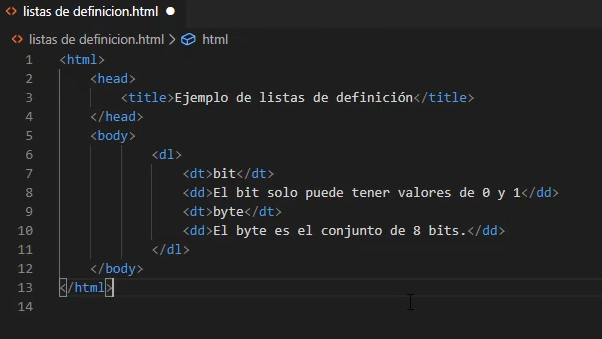 <> listas de definicion.html ●
<> listas de definicion.html > html
1 <html>
2 <head>
3 <title>Ejemplo de listas de definición</title>
4 </head>
5 <body>
6 <dl>
7 <dt>bit</dt>
8 <dd>El bit solo puede tener valores de 0 y 1</dd>
9 <dt>byte</dt>
10 <dd>El byte es el conjunto de 8 bits.</dd>
11 </dl>
12 </body>
13 </html>
14